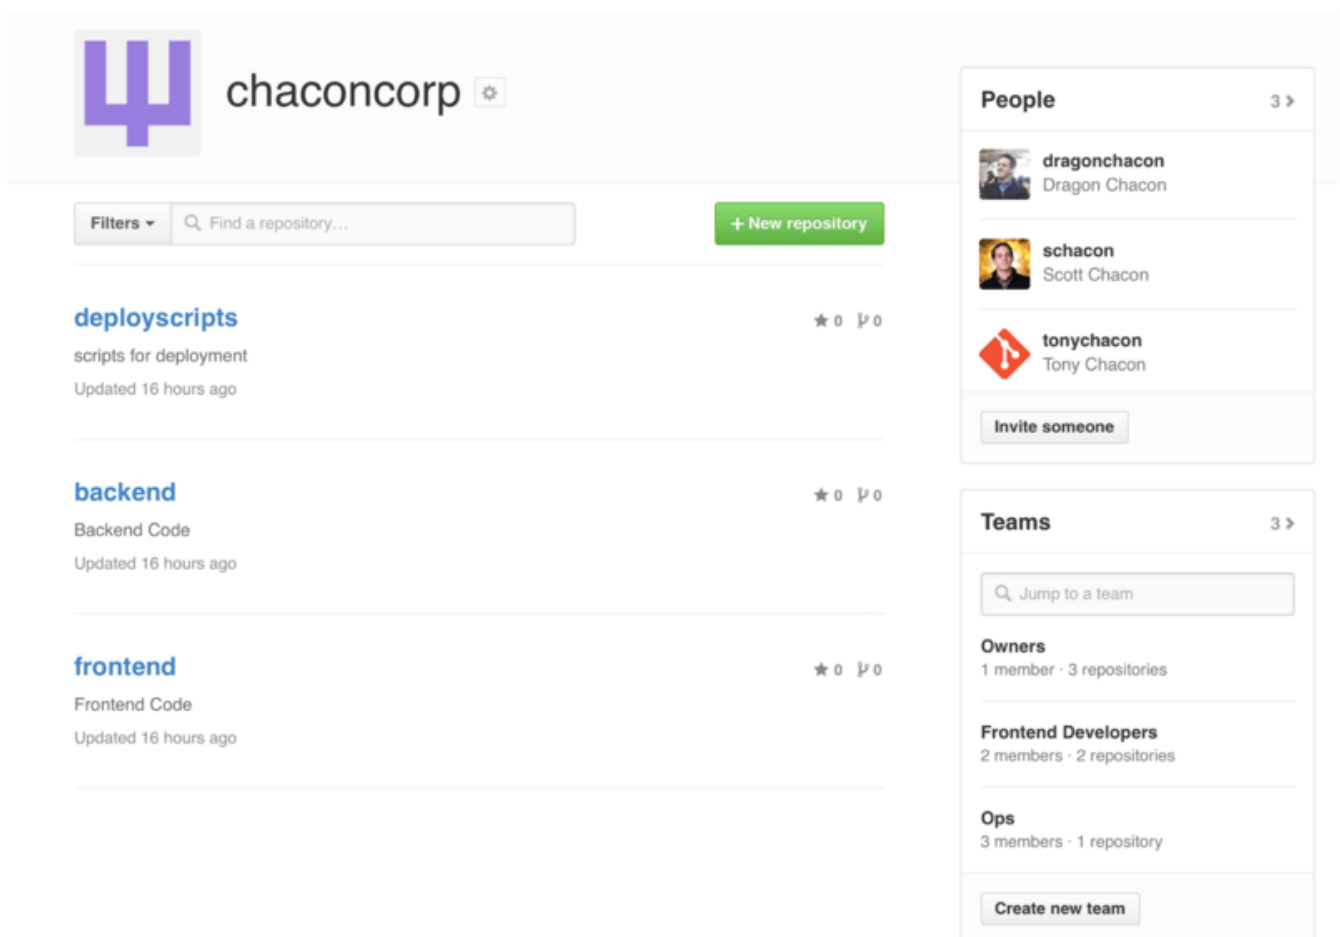 chaconcorp
Filters
Find a repository...
+ New repository
deployscripts
0 0
scripts for deployment
Updated 16 hours ago
backend
0 0
Backend Code
Updated 16 hours ago
frontend
0 0
Frontend Code
Updated 16 hours ago
People 3
dragonchacon
Dragon Chacon
schacon
Scott Chacon
tonychacon
Tony Chacon
Invite someone
Teams 3
Jump to a team
Owners
1 member · 3 repositories
Frontend Developers
2 members · 2 repositories
Ops
3 members · 1 repository
Create new team